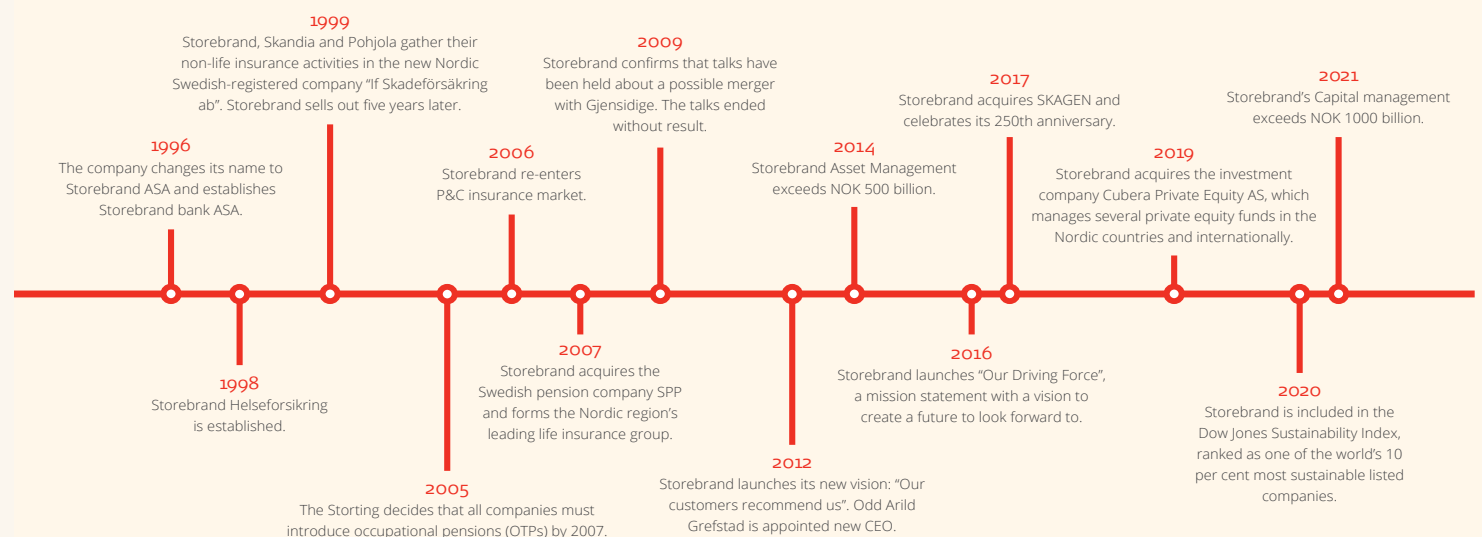 1996
The company changes its name to
Storebrand ASA and establishes
Storebrand bank ASA.
1998
Storebrand Helseforsikring
is established.
1999
Storebrand, Skandia and Pohjola gather their
non-life insurance activities in the new Nordic
Swedish-registered company “If Skadeförsäkring
ab”. Storebrand sells out five years later.
2005
The Storting decides that all companies must
introduce occupational pensions (OTPs) by 2007.
2006
Storebrand re-enters
P&C insurance market.
2007
Storebrand acquires the
Swedish pension company SPP
and forms the Nordic region’s
leading life insurance group.
2009
Storebrand confirms that talks have
been held about a possible merger
with Gjensidige. The talks ended
without result.
2012
Storebrand launches its new vision: “Our
customers recommend us”. Odd Arild
Grefstad is appointed new CEO.
2014
Storebrand Asset Management
exceeds NOK 500 billion.
2016
Storebrand launches “Our Driving Force”,
a mission statement with a vision to
create a future to look forward to.
2017
Storebrand acquires SKAGEN and
celebrates its 250th anniversary.
2019
Storebrand acquires the investment
company Cubera Private Equity AS, which
manages several private equity funds in the
Nordic countries and internationally.
2020
Storebrand is included in the
Dow Jones Sustainability Index,
ranked as one of the world’s 10
per cent most sustainable listed
companies.
2021
Storebrand’s Capital management
exceeds NOK 1000 billion.